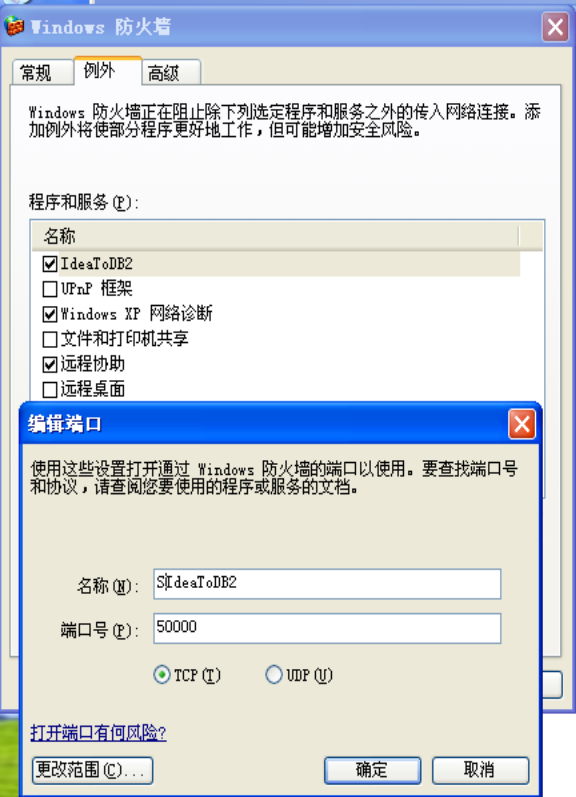 Windows 防火墙
常规 例外 高级
Windows 防火墙正在阻止除下列选定程序和服务之外的传入网络连接。添
加例外将使部分程序更好地工作，但可能增加安全风险。
程序和服务(P):
名称
IdeaToDB2
UPnP 框架
Windows XP 网络诊断
文件和打印机共享
远程协助
远程桌面
编辑端口
使用这些设置打开通过 Windows 防火墙的端口以使用。要查找端口号
和协议，请查阅您要使用的程序或服务的文档。
名称(N): SIdeaToDB2
端口号(P): 50000
TCP(T) UDP(U)
打开端口有何风险?
更改范围(C)... 确定 取消